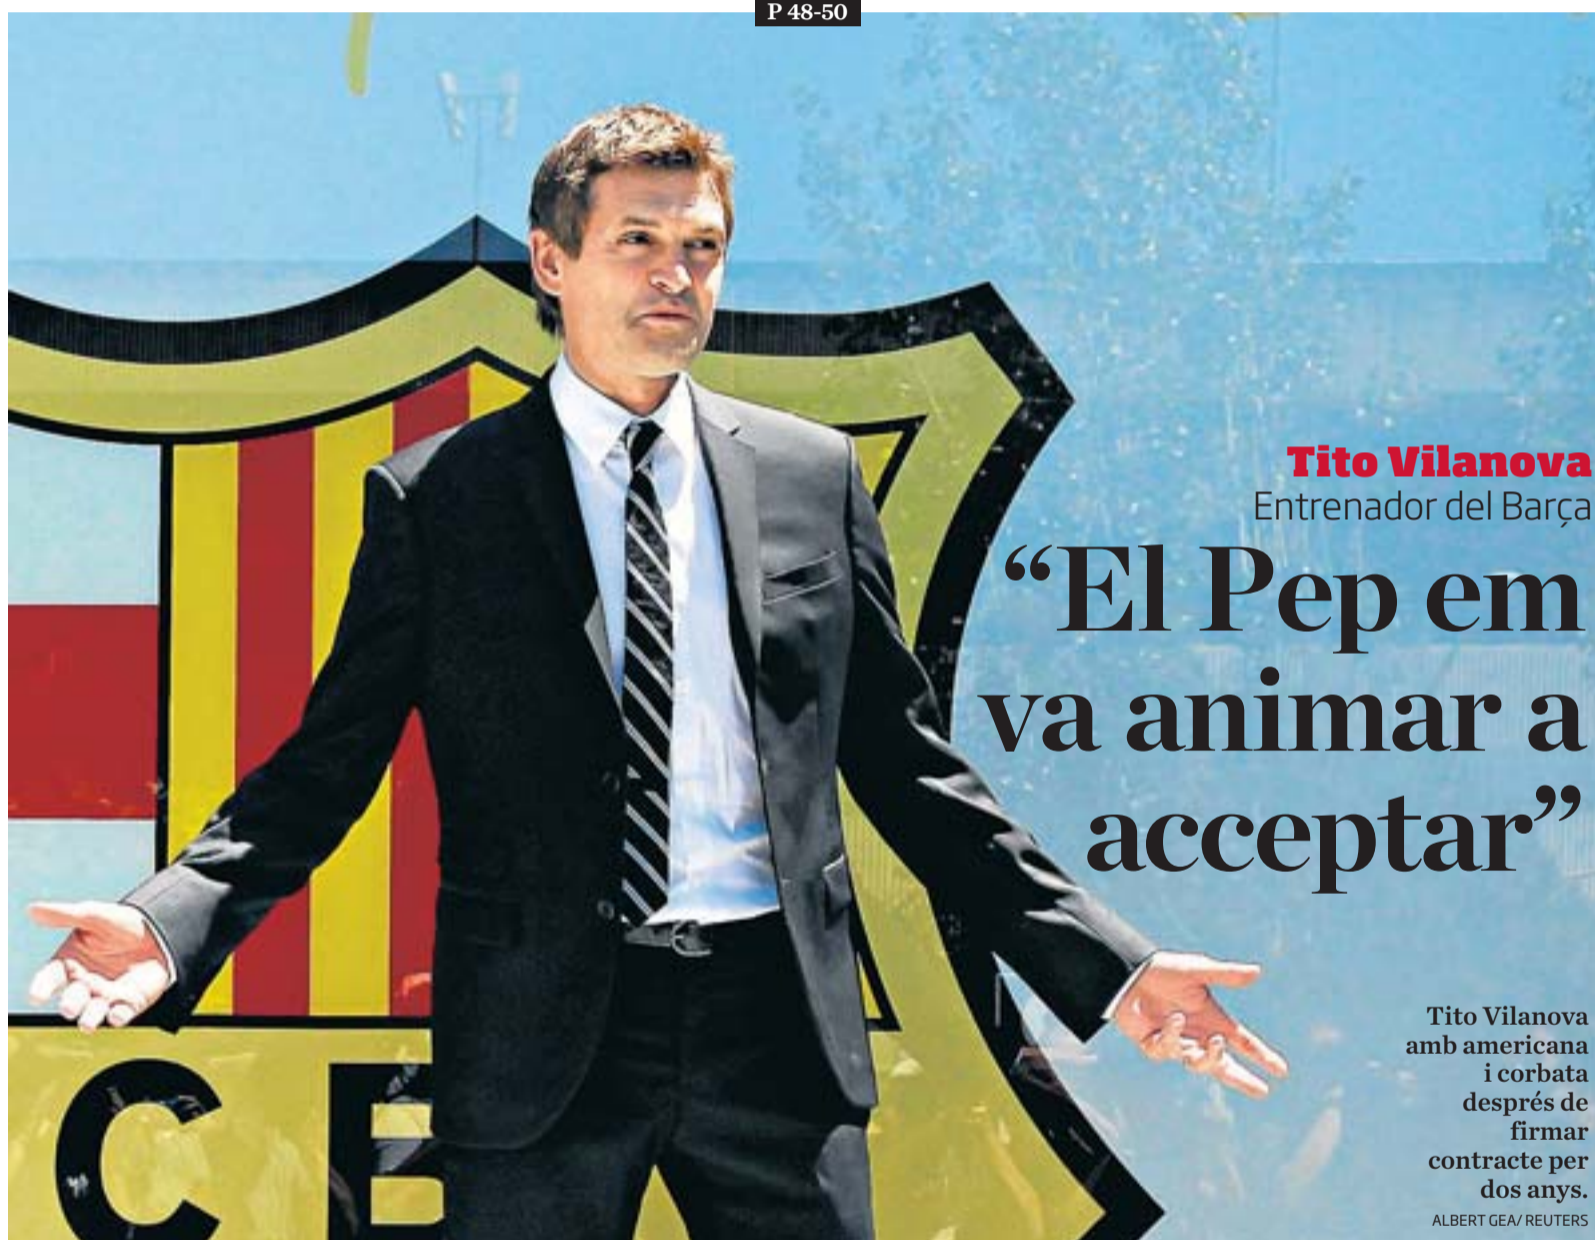 P 48-50
Tito Vilanova
Entrenador del Barça
“El Pep em
va animar a
acceptar”
Tito Vilanova
amb americana
i corbata
després de
firmar
contracte per
dos anys.
ALBERT GEA/ REUTERS
C B